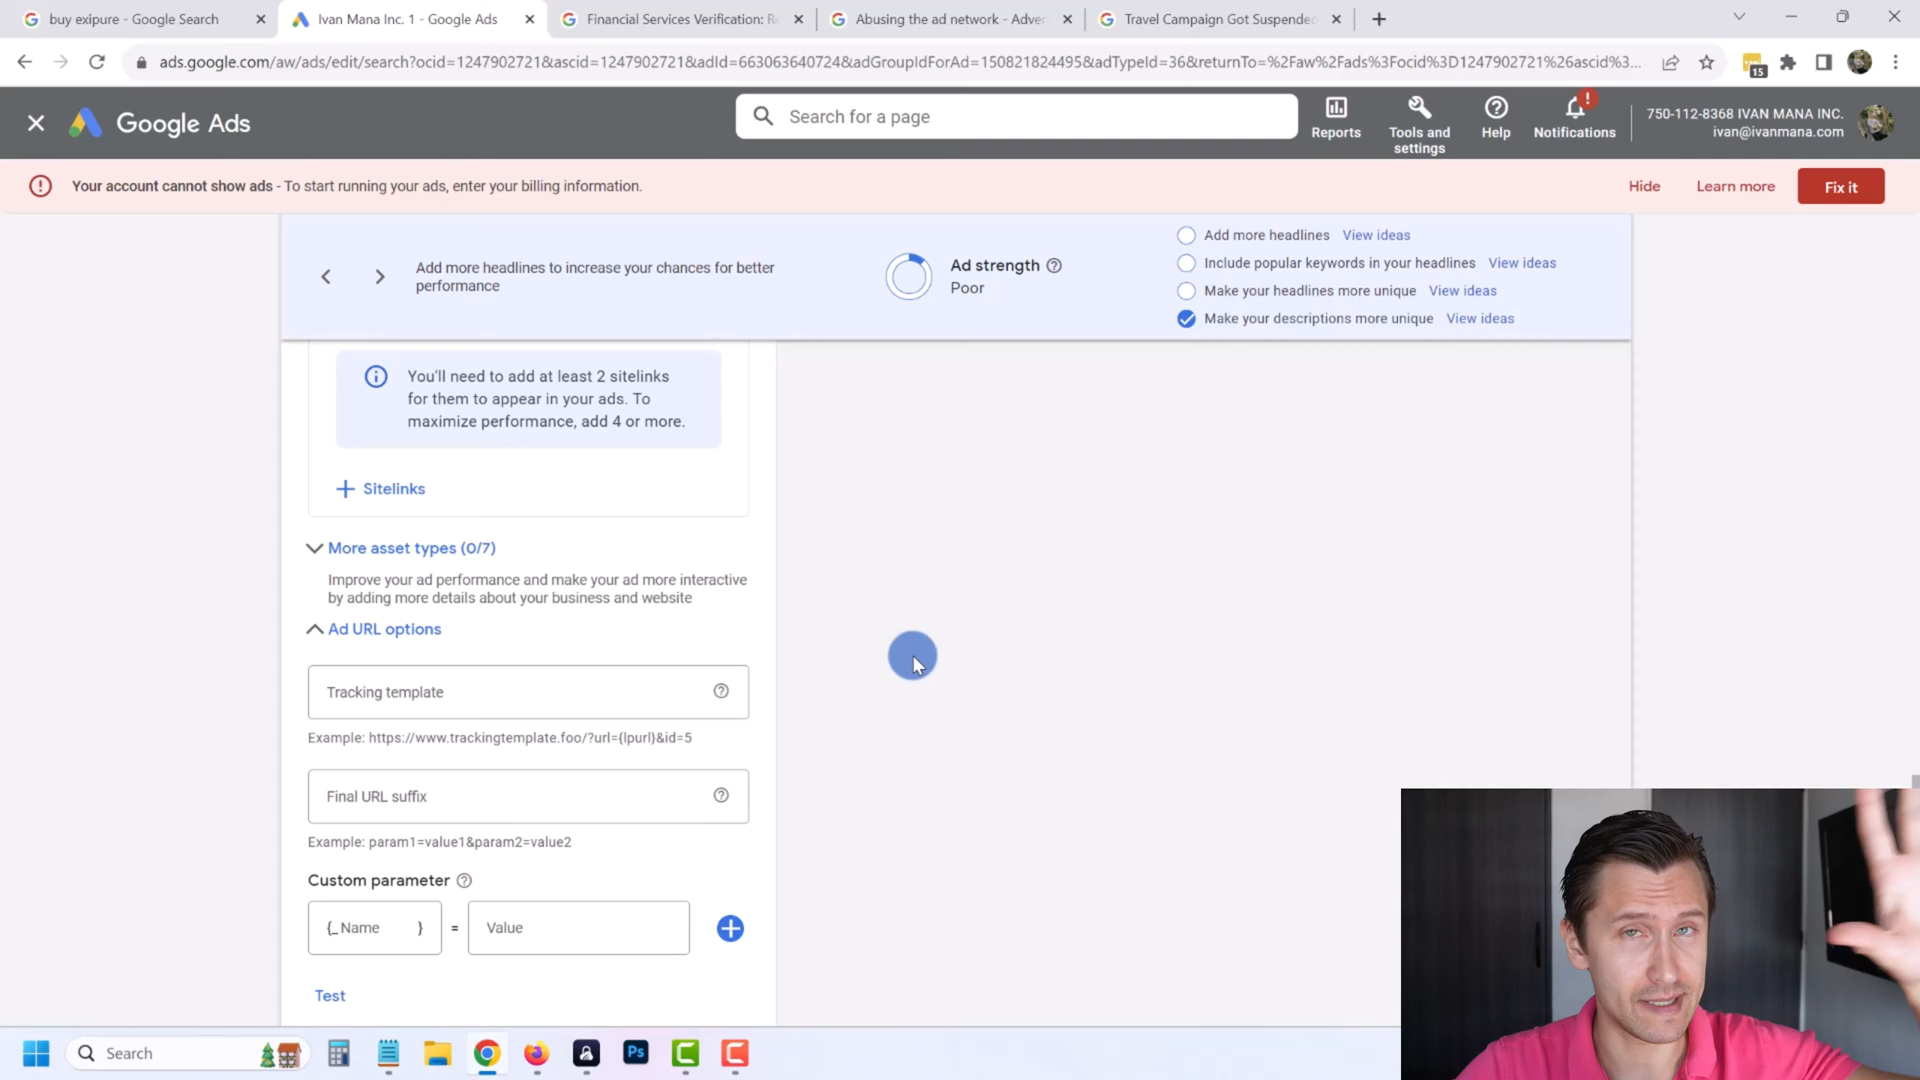 buy exipure - Google Search
Ivan Mana Inc. 1 - Google Ads
Financial Services Verification: R
Abusing the ad network - Adver
Travel Campaign Got Suspended
ads.google.com/aw/ads/edit/search?ocid=1247902721&ascid=1247902721&adId=663063640724&adGroupIdForAd=150821824495&adTypeId=36&returnTo=%2Faw%2Fads%3Focid%3D1247902721%26ascid%3...
15
Google Ads
Search for a page
Reports
Tools and
settings
Help
!
Notifications
750-112-8368 IVAN MANA INC.
ivan@ivanmana.com
Your account cannot show ads - To start running your ads, enter your billing information.
Hide
Learn more
Fix it
Add more headlines to increase your chances for better
performance
Ad strength
Poor
Add more headlines View ideas
Include popular keywords in your headlines View ideas
Make your headlines more unique View ideas
Make your descriptions more unique View ideas
You'll need to add at least 2 sitelinks
for them to appear in your ads. To
maximize performance, add 4 or more.
+ Sitelinks
More asset types (0/7)
Improve your ad performance and make your ad more interactive
by adding more details about your business and website
Ad URL options
Tracking template
Example: https://www.trackingtemplate.foo/?url={lpurl}&id=5
Final URL suffix
Example: param1=value1&param2=value2
Custom parameter
{_ Name } = Value
Test
Search
Ps